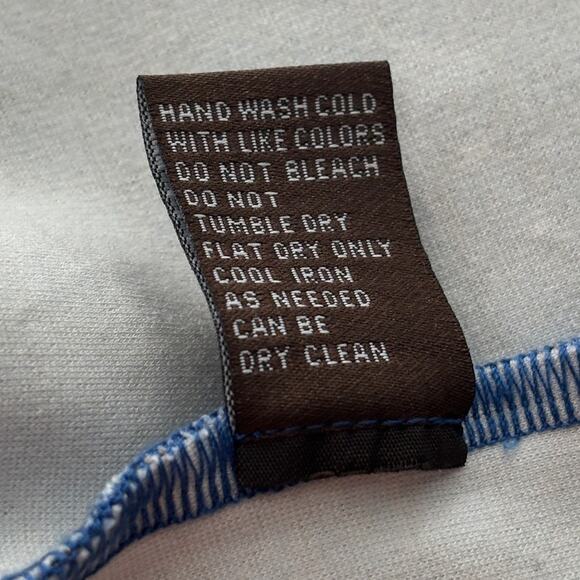 HAND WASH COLD
WITH LIKE COLORS
DO NOT BLEACH
DO NOT
TUMBLE DRY
FLAT DRY ONLY
COOL IRON
AS NEEDED
CAN BE
DRY CLEAN